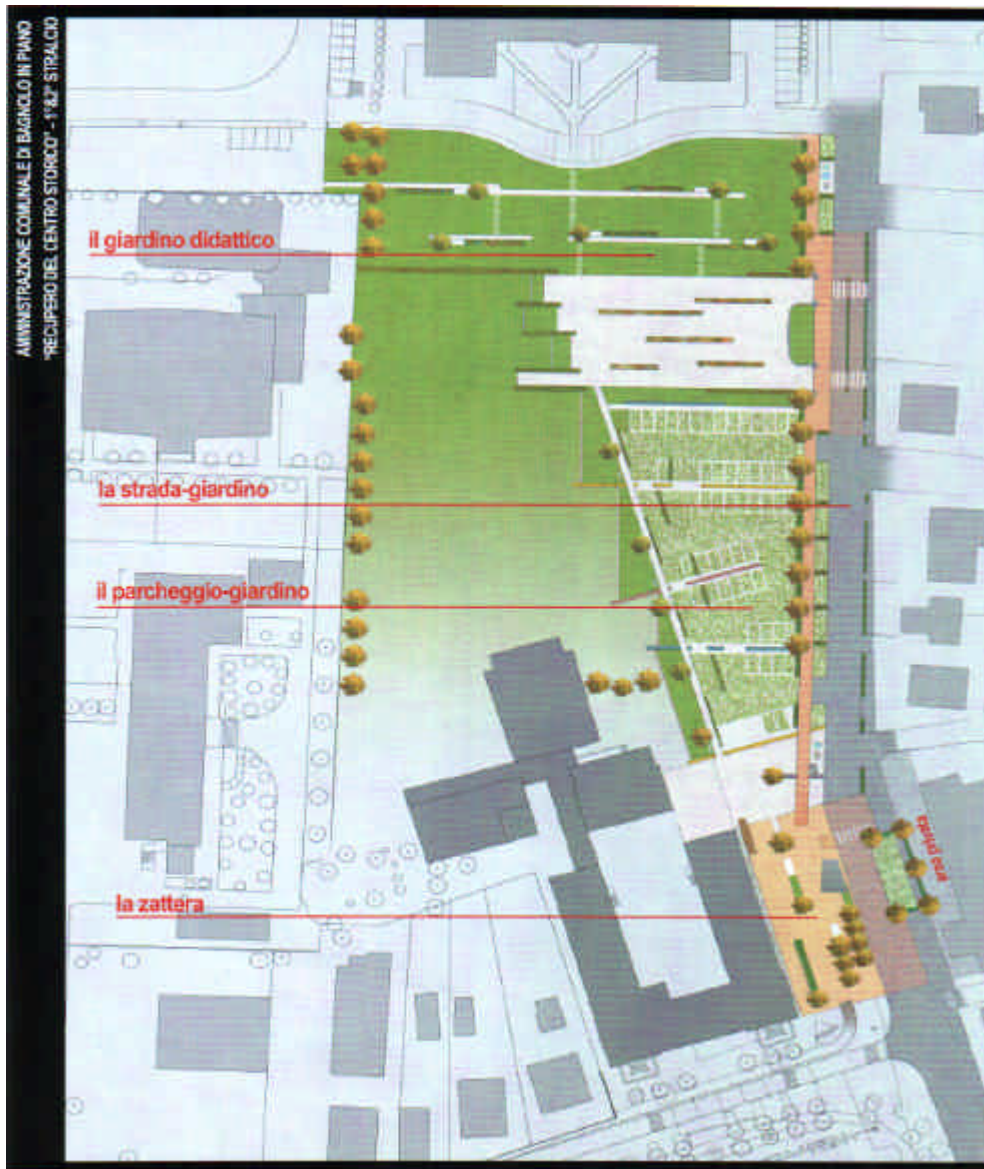 AMMINISTRAZIONE COMUNALE DI BAGNOLO IN PIANO
"RECUPERO DEL CENTRO STORICO" - 1°&2° STRALCIO
il giardino didattico
la strada-giardino
il parcheggio-giardino
la zattera